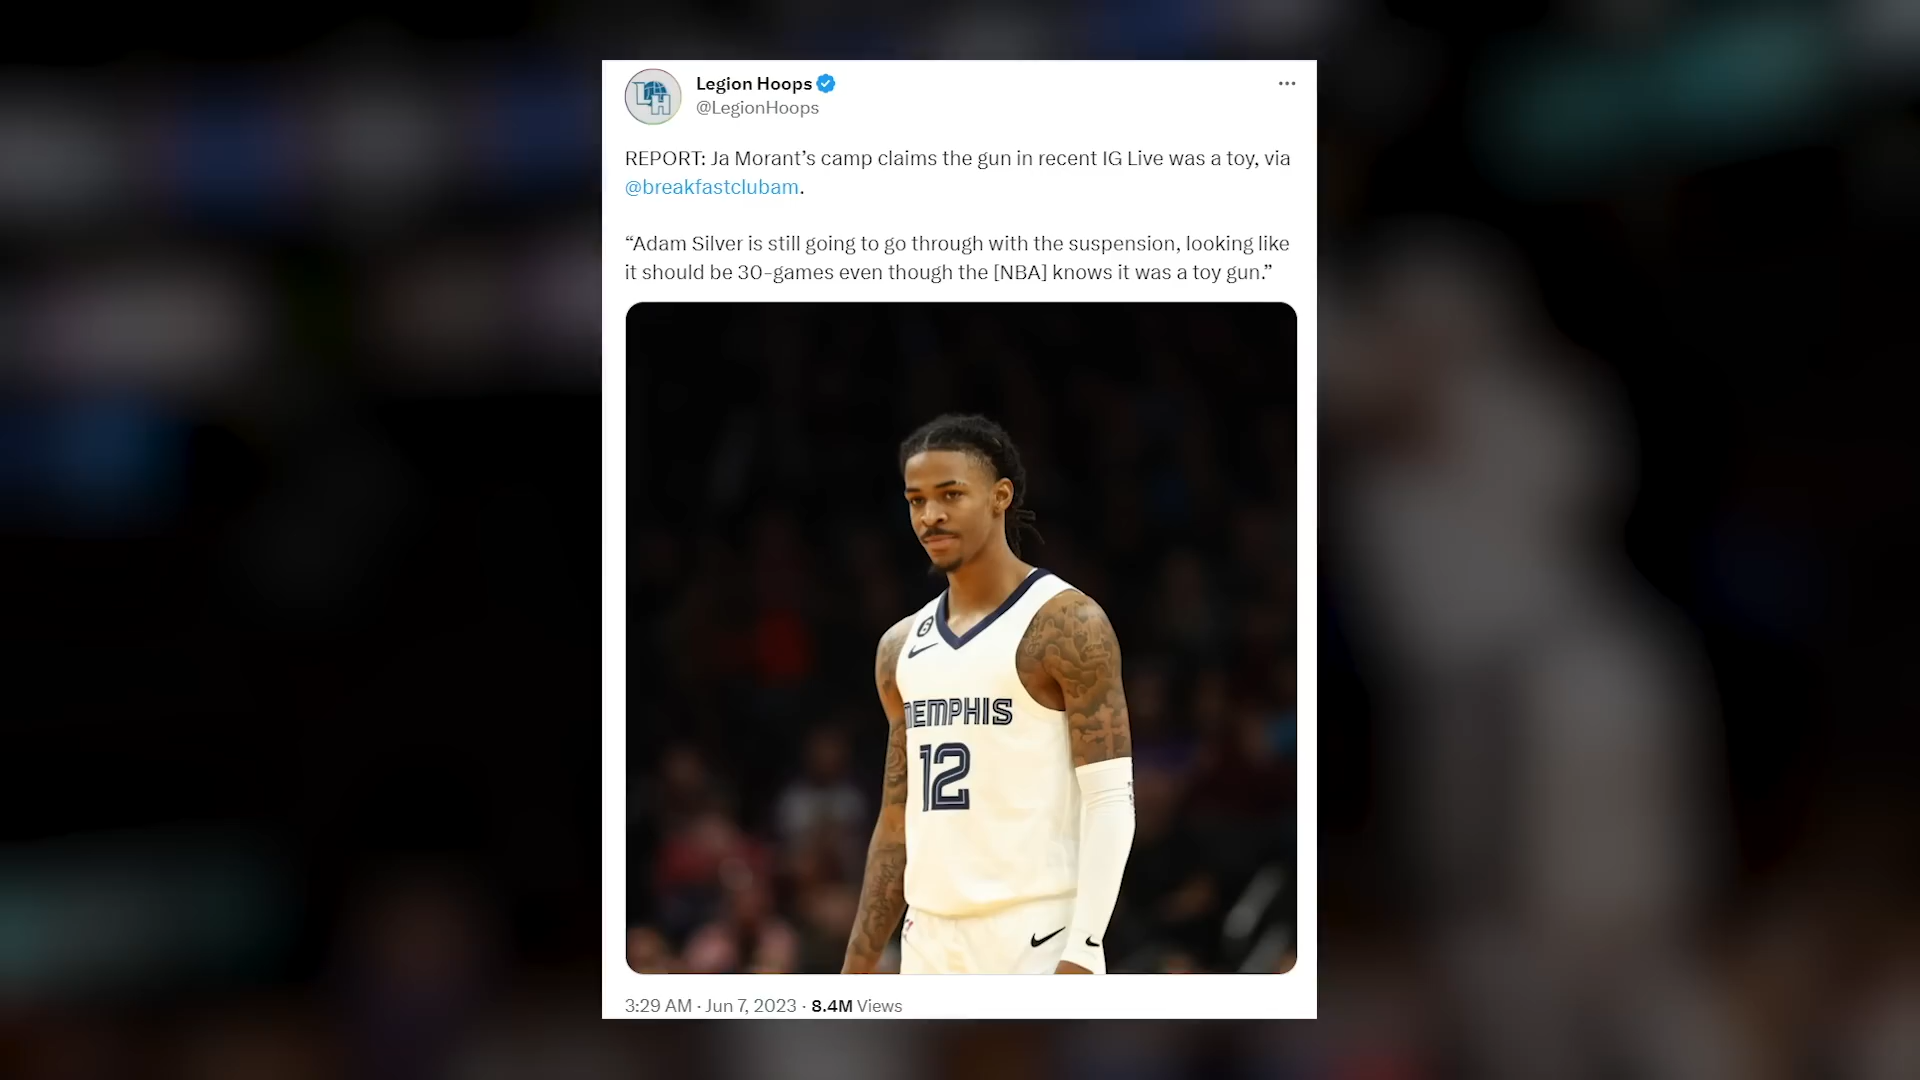 Legion Hoops
@LegionHoops
REPORT: Ja Morant’s camp claims the gun in recent IG Live was a toy, via
@breakfastclubam.
“Adam Silver is still going to go through with the suspension, looking like
it should be 30-games even though the [NBA] knows it was a toy gun.”
6
MEMPHIS
12
3:29 AM · Jun 7, 2023 · 8.4M Views